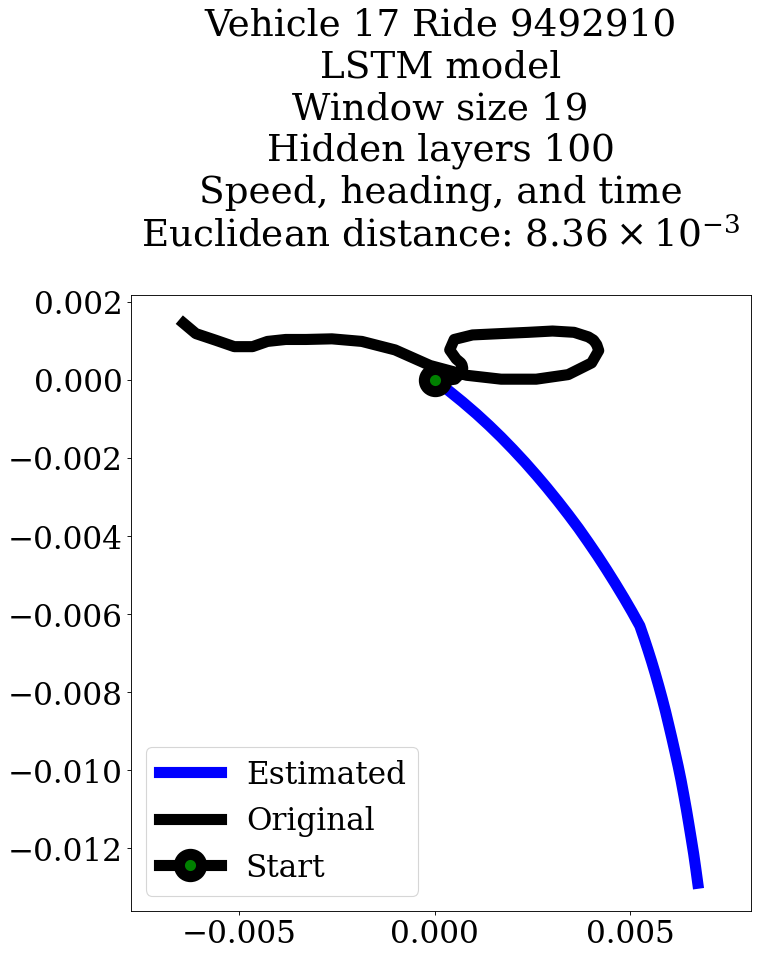 Vehicle 17 Ride 9492910
LSTM model
Window size 19
Hidden layers 100
Speed, heading, and time
Euclidean distance: 8.36 × 10⁻³
0.002
0.000
−0.002
−0.004
−0.006
−0.008
−0.010
−0.012
Estimated
Original
Start
−0.005 0.000 0.005